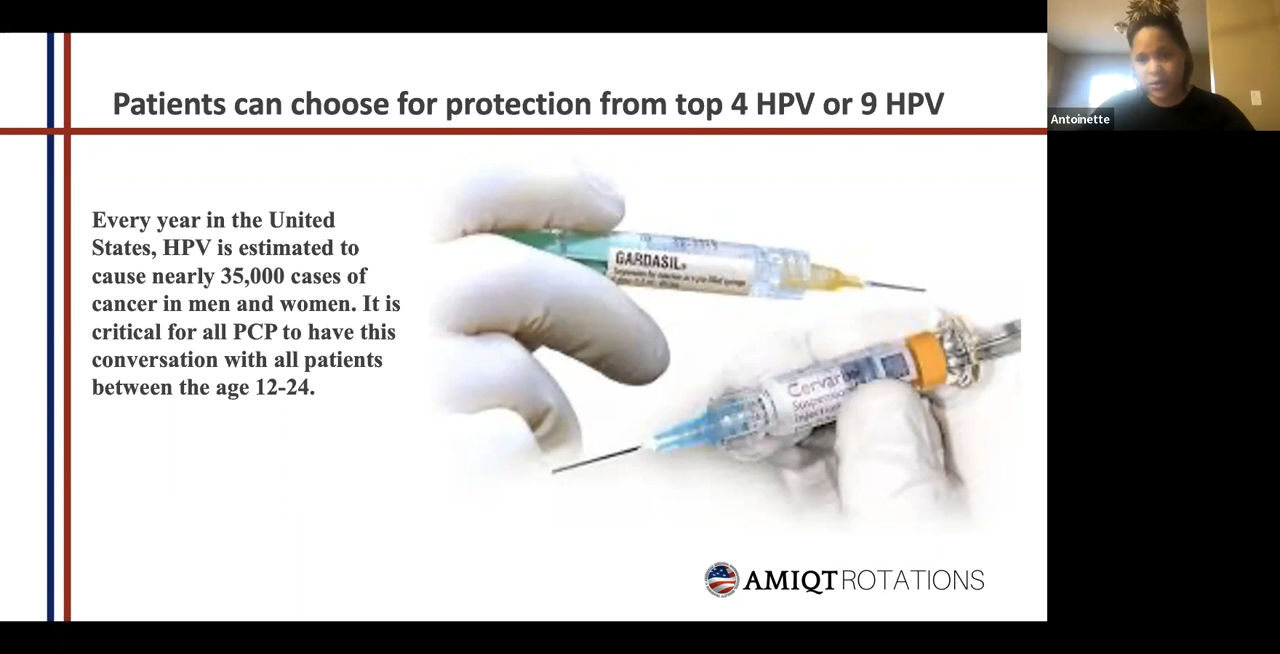 Patients can choose for protection from top 4 HPV or 9 HPV
Antoinette
Every year in the United
States, HPV is estimated to
cause nearly 35,000 cases of
cancer in men and women. It is
critical for all PCP to have this
conversation with all patients
between the age 12-24.
GARDASIL
Cervarix
AMIQT ROTATIONS